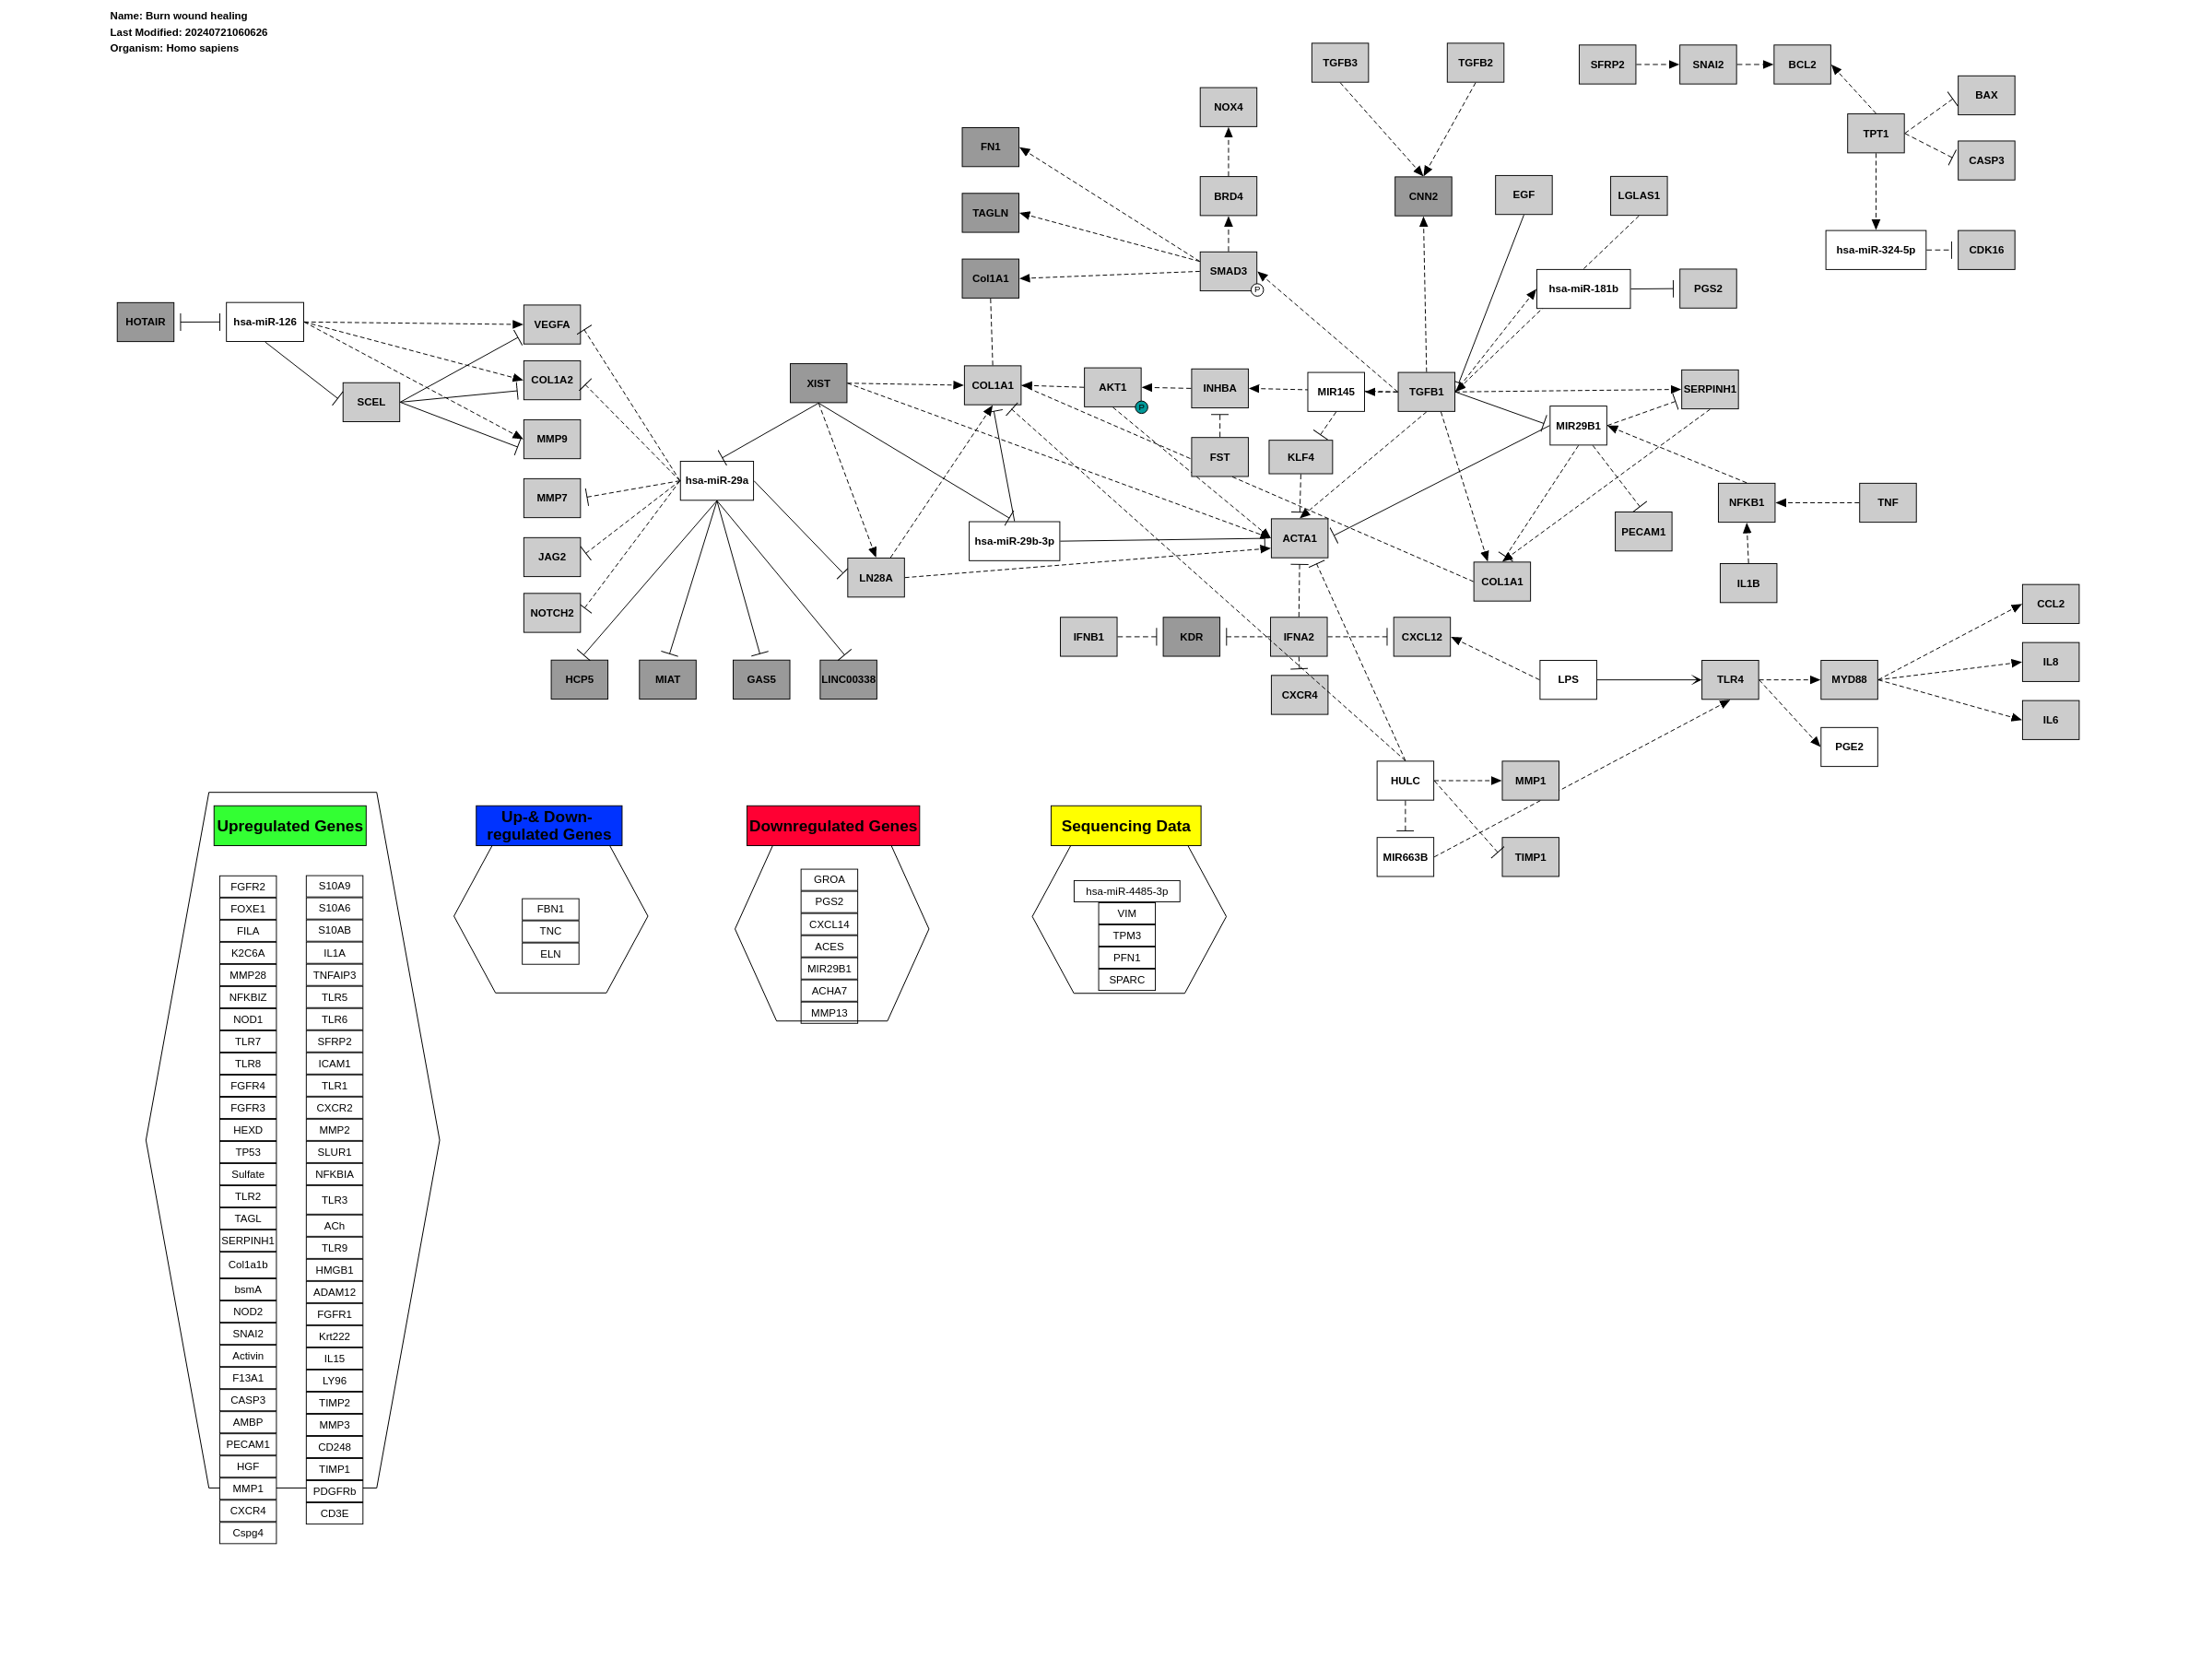 Name: Burn wound healing
Last Modified: 20240721060626
Organism: Homo sapiens
TGFB3
TGFB2
SFRP2
SNAI2
BCL2
BAX
NOX4
TPT1
FN1
CASP3
BRD4
CNN2
EGF
LGLAS1
TAGLN
hsa-miR-324-5p
CDK16
SMAD3
P
Col1A1
hsa-miR-181b
PGS2
HOTAIR
hsa-miR-126
VEGFA
COL1A2
SCEL
XIST
COL1A1
AKT1
P
INHBA
MIR145
TGFB1
SERPINH1
MIR29B1
MMP9
FST
KLF4
hsa-miR-29a
MMP7
NFKB1
TNF
PECAM1
hsa-miR-29b-3p
ACTA1
JAG2
LN28A
COL1A1
IL1B
NOTCH2
CCL2
IFNB1
KDR
IFNA2
CXCL12
IL8
HCP5
MIAT
GAS5
LINC00338
CXCR4
LPS
TLR4
MYD88
IL6
PGE2
HULC
MMP1
MIR663B
TIMP1
Upregulated Genes
Up-& Down-
regulated Genes
Downregulated Genes
Sequencing Data
FGFR2
FOXE1
FILA
K2C6A
MMP28
NFKBIZ
NOD1
TLR7
TLR8
FGFR4
FGFR3
HEXD
TP53
Sulfate
TLR2
TAGL
SERPINH1
Col1a1b
bsmA
NOD2
SNAI2
Activin
F13A1
CASP3
AMBP
PECAM1
HGF
MMP1
CXCR4
Cspg4
S10A9
S10A6
S10AB
IL1A
TNFAIP3
TLR5
TLR6
SFRP2
ICAM1
TLR1
CXCR2
MMP2
SLUR1
NFKBIA
TLR3
ACh
TLR9
HMGB1
ADAM12
FGFR1
Krt222
IL15
LY96
TIMP2
MMP3
CD248
TIMP1
PDGFRb
CD3E
FBN1
TNC
ELN
GROA
PGS2
CXCL14
ACES
MIR29B1
ACHA7
MMP13
hsa-miR-4485-3p
VIM
TPM3
PFN1
SPARC